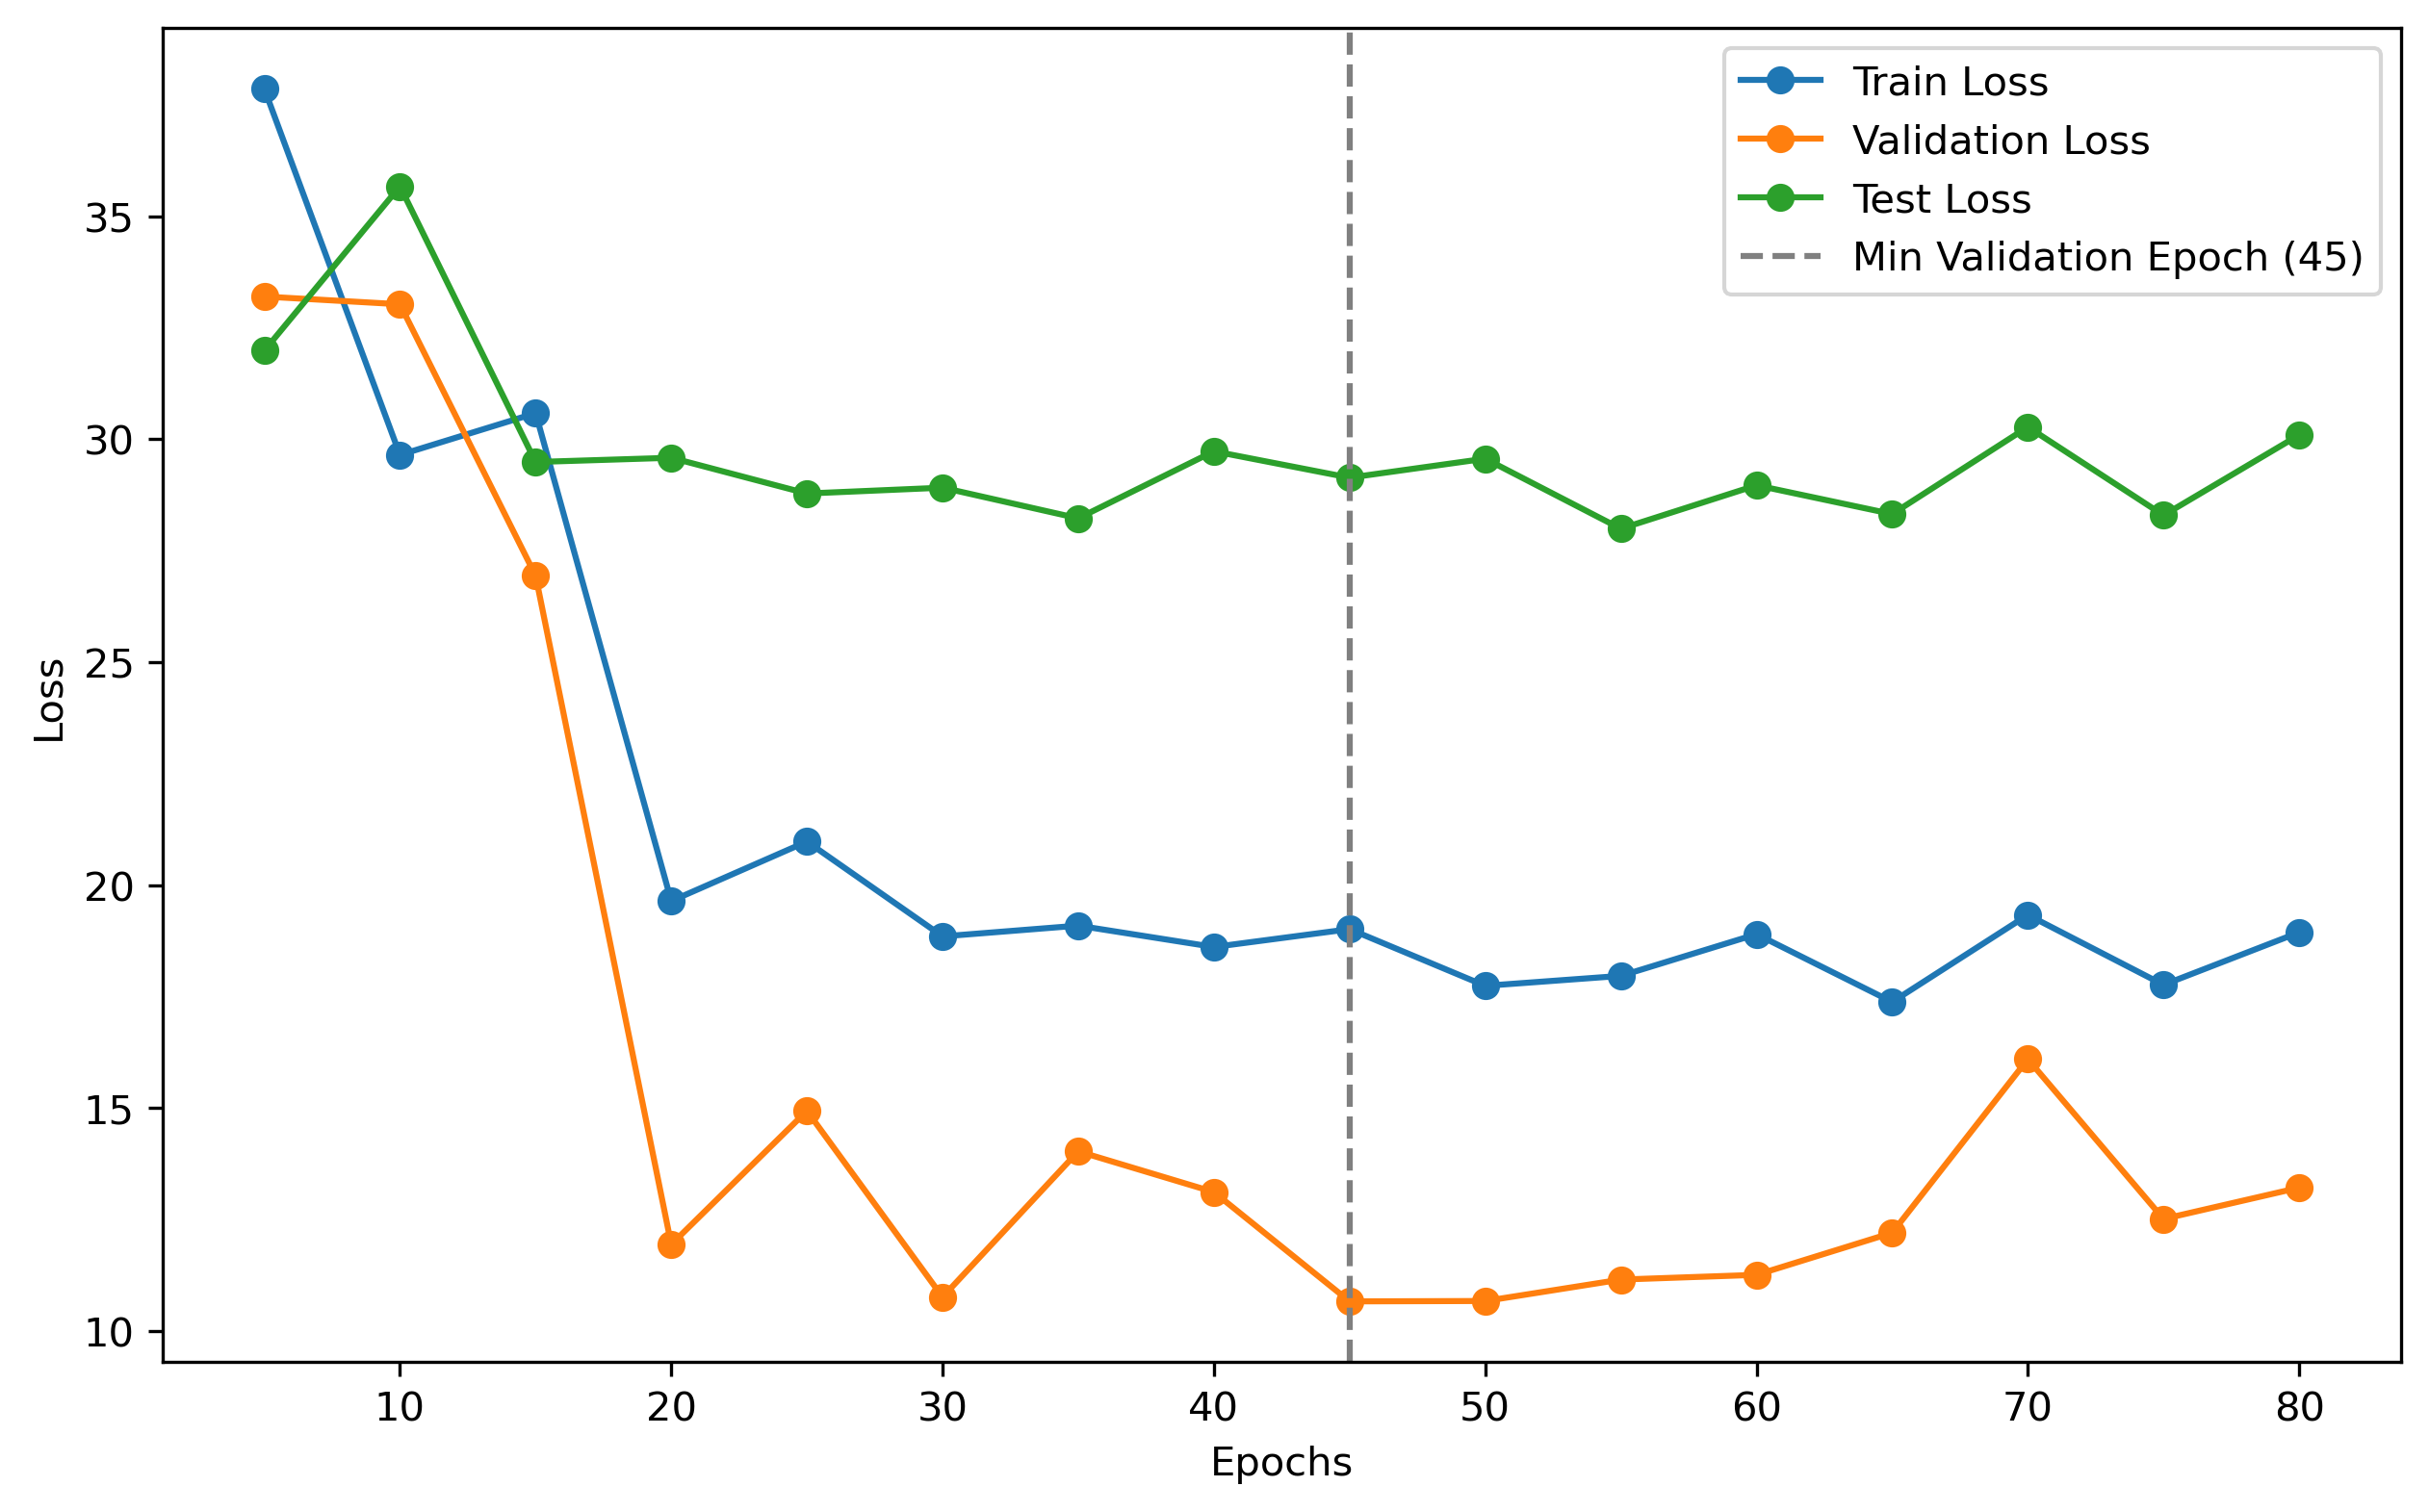 Train Loss
Validation Loss
Test Loss
Min Validation Epoch (45)
35
30
25
20
15
10
Loss
10 20 30 40 50 60 70 80
Epochs